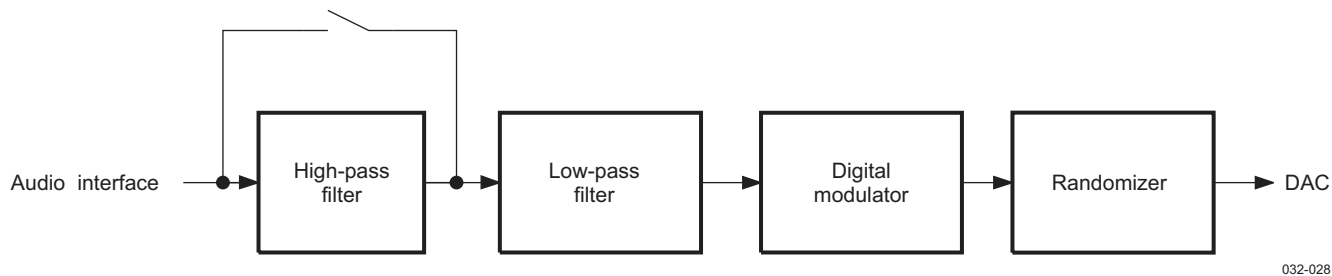 Audio interface
High-pass
filter
Low-pass
filter
Digital
modulator
Randomizer
DAC
032-028